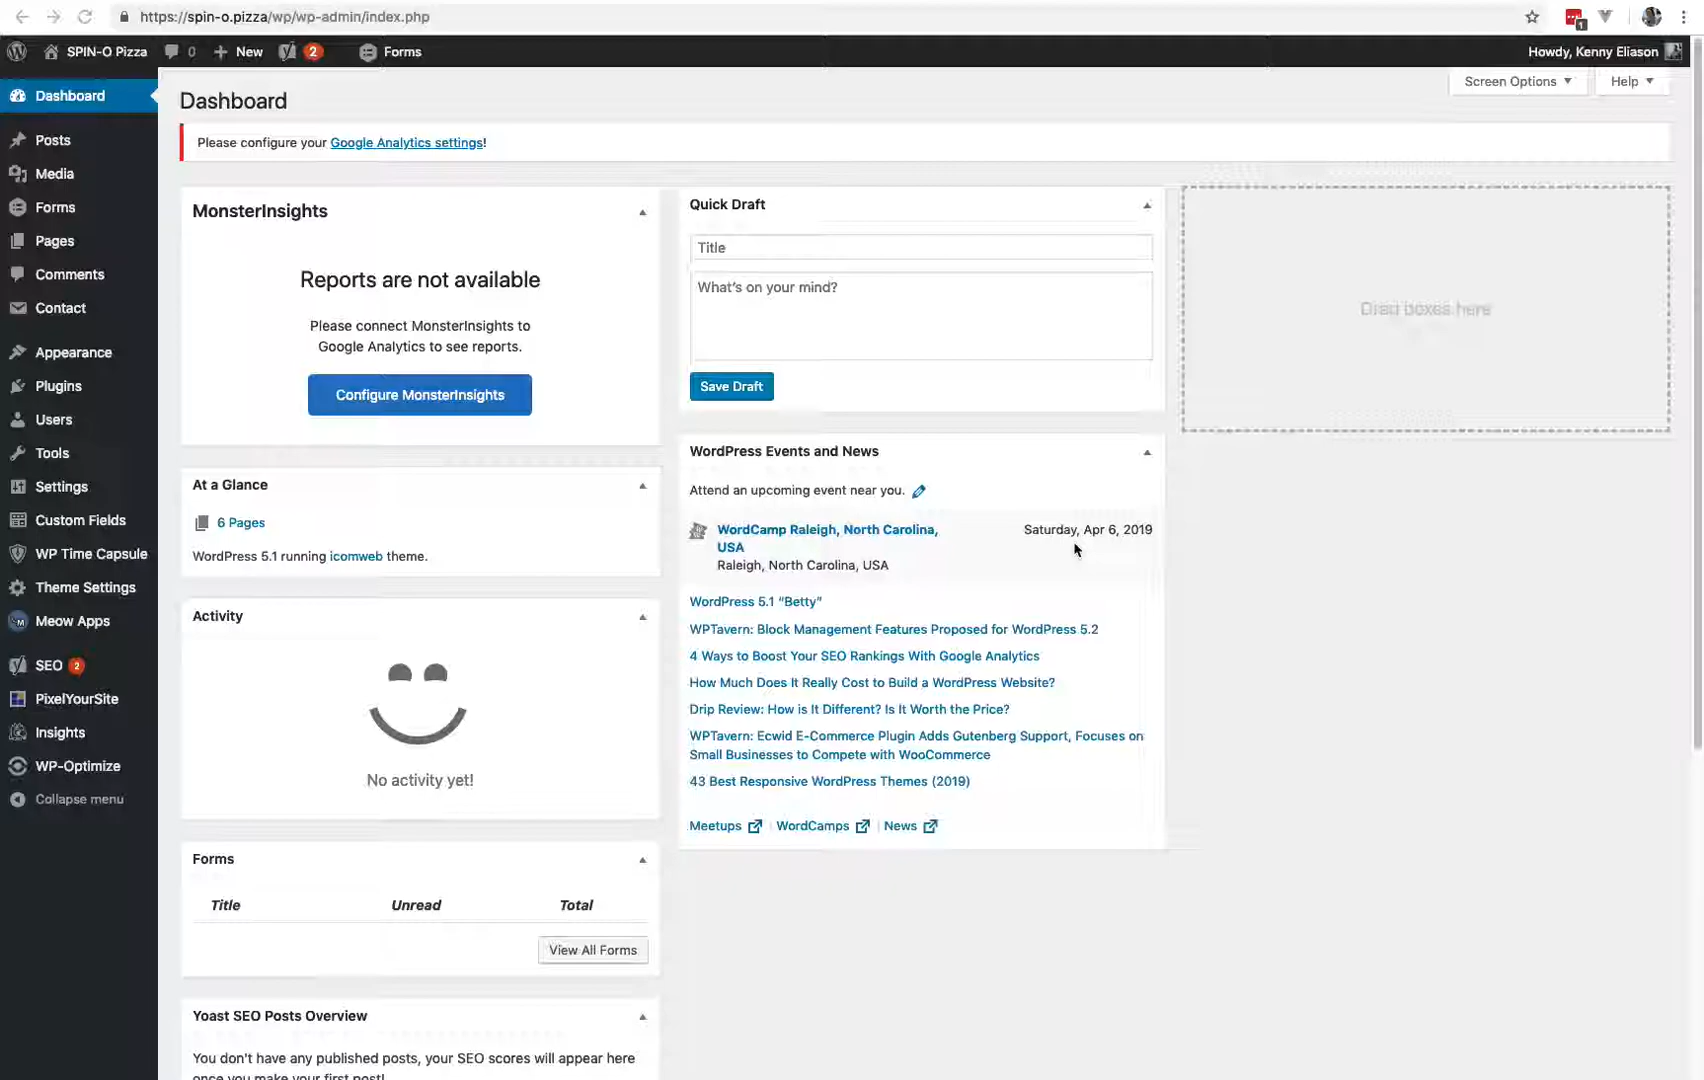 https://spin-o.pizza/wp/wp-admin/index.php
1
SPIN-O Pizza
0
New
2
Forms
Howdy, Kenny Eliason
Dashboard
Posts
Media
Forms
Pages
Comments
Contact
Appearance
Plugins
Users
Tools
Settings
Custom Fields
WP Time Capsule
Theme Settings
Meow Apps
SEO 2
PixelYourSite
Insights
WP-Optimize
Collapse menu
Screen Options
Help
Dashboard
Please configure your Google Analytics settings!
MonsterInsights
Reports are not available
Please connect MonsterInsights to
Google Analytics to see reports.
Configure MonsterInsights
At a Glance
6 Pages
WordPress 5.1 running icomweb theme.
Activity
No activity yet!
Forms
Title Unread Total
View All Forms
Yoast SEO Posts Overview
You don't have any published posts, your SEO scores will appear here
once you make your first post!
Quick Draft
Title
What's on your mind?
Save Draft
WordPress Events and News
Attend an upcoming event near you.
WordCamp Raleigh, North Carolina,
USA
Raleigh, North Carolina, USA
Saturday, Apr 6, 2019
WordPress 5.1 “Betty”
WPTavern: Block Management Features Proposed for WordPress 5.2
4 Ways to Boost Your SEO Rankings With Google Analytics
How Much Does It Really Cost to Build a WordPress Website?
Drip Review: How is It Different? Is It Worth the Price?
WPTavern: Ecwid E-Commerce Plugin Adds Gutenberg Support, Focuses on
Small Businesses to Compete with WooCommerce
43 Best Responsive WordPress Themes (2019)
Meetups | WordCamps | News
Drag boxes here